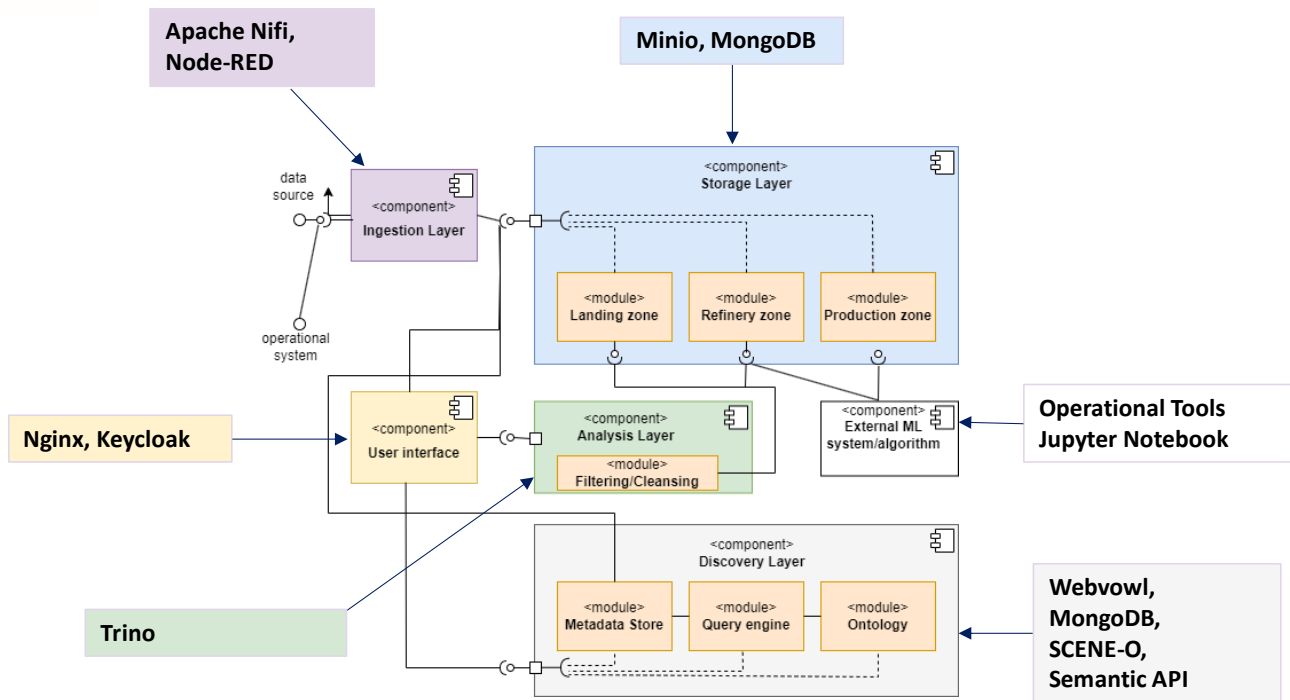 Apache Nifi,
Node-RED
Minio, MongoDB
data
source
<component>
Ingestion Layer
<component>
Storage Layer
<module>
Landing zone
<module>
Refinery zone
<module>
Production zone
operational
system
Nginx, Keycloak
<component>
User interface
<component>
Analysis Layer
<module>
Filtering/Cleansing
<component>
External ML
system/algorithm
Operational Tools
Jupyter Notebook
Trino
<component>
Discovery Layer
<module>
Metadata Store
<module>
Query engine
<module>
Ontology
Webvowl,
MongoDB,
SCENE-O,
Semantic API